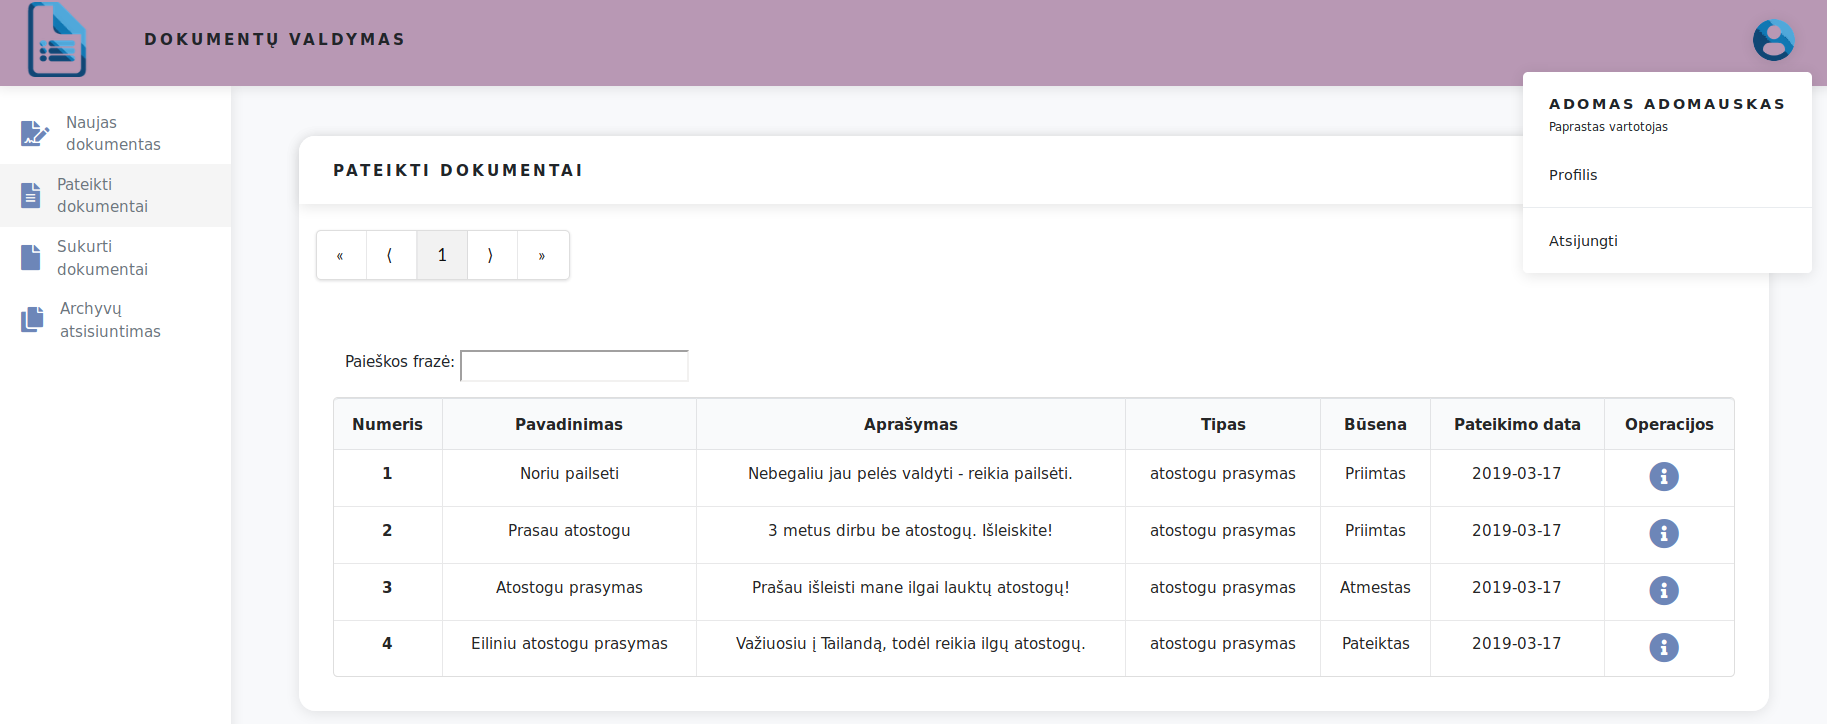 DOKUMENTŲ VALDYMAS
ADOMAS ADOMAUSKAS
Paprastas vartotojas
Profilis
Atsijungti
Naujas
dokumentas
Pateikti
dokumentai
Sukurti
dokumentai
Archyvų
atsisiuntimas
PATEIKTI DOKUMENTAI
« ⟨ 1 ⟩ »
Paieškos frazė:
Numeris Pavadinimas Aprašymas Tipas Būsena Pateikimo data Operacijos
1 Noriu pailseti Nebegaliu jau pelės valdyti - reikia pailsėti. atostogu prasymas Priimtas 2019-03-17
2 Prasau atostogu 3 metus dirbu be atostogų. Išleiskite! atostogu prasymas Priimtas 2019-03-17
3 Atostogu prasymas Prašau išleisti mane ilgai lauktų atostogų! atostogu prasymas Atmestas 2019-03-17
4 Eiliniu atostogu prasymas Važiuosiu į Tailandą, todėl reikia ilgų atostogų. atostogu prasymas Pateiktas 2019-03-17